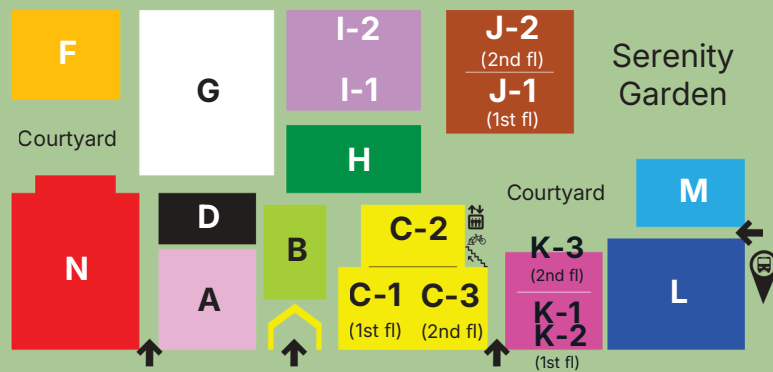 F
G
I-2
I-1
J-2
(2nd fl)
J-1
(1st fl)
Serenity
Garden
Courtyard
H
Courtyard
M
N
D
B
A
C-2
C-1
(1st fl)
C-3
(2nd fl)
K-3
(2nd fl)
K-1
K-2
(1st fl)
L